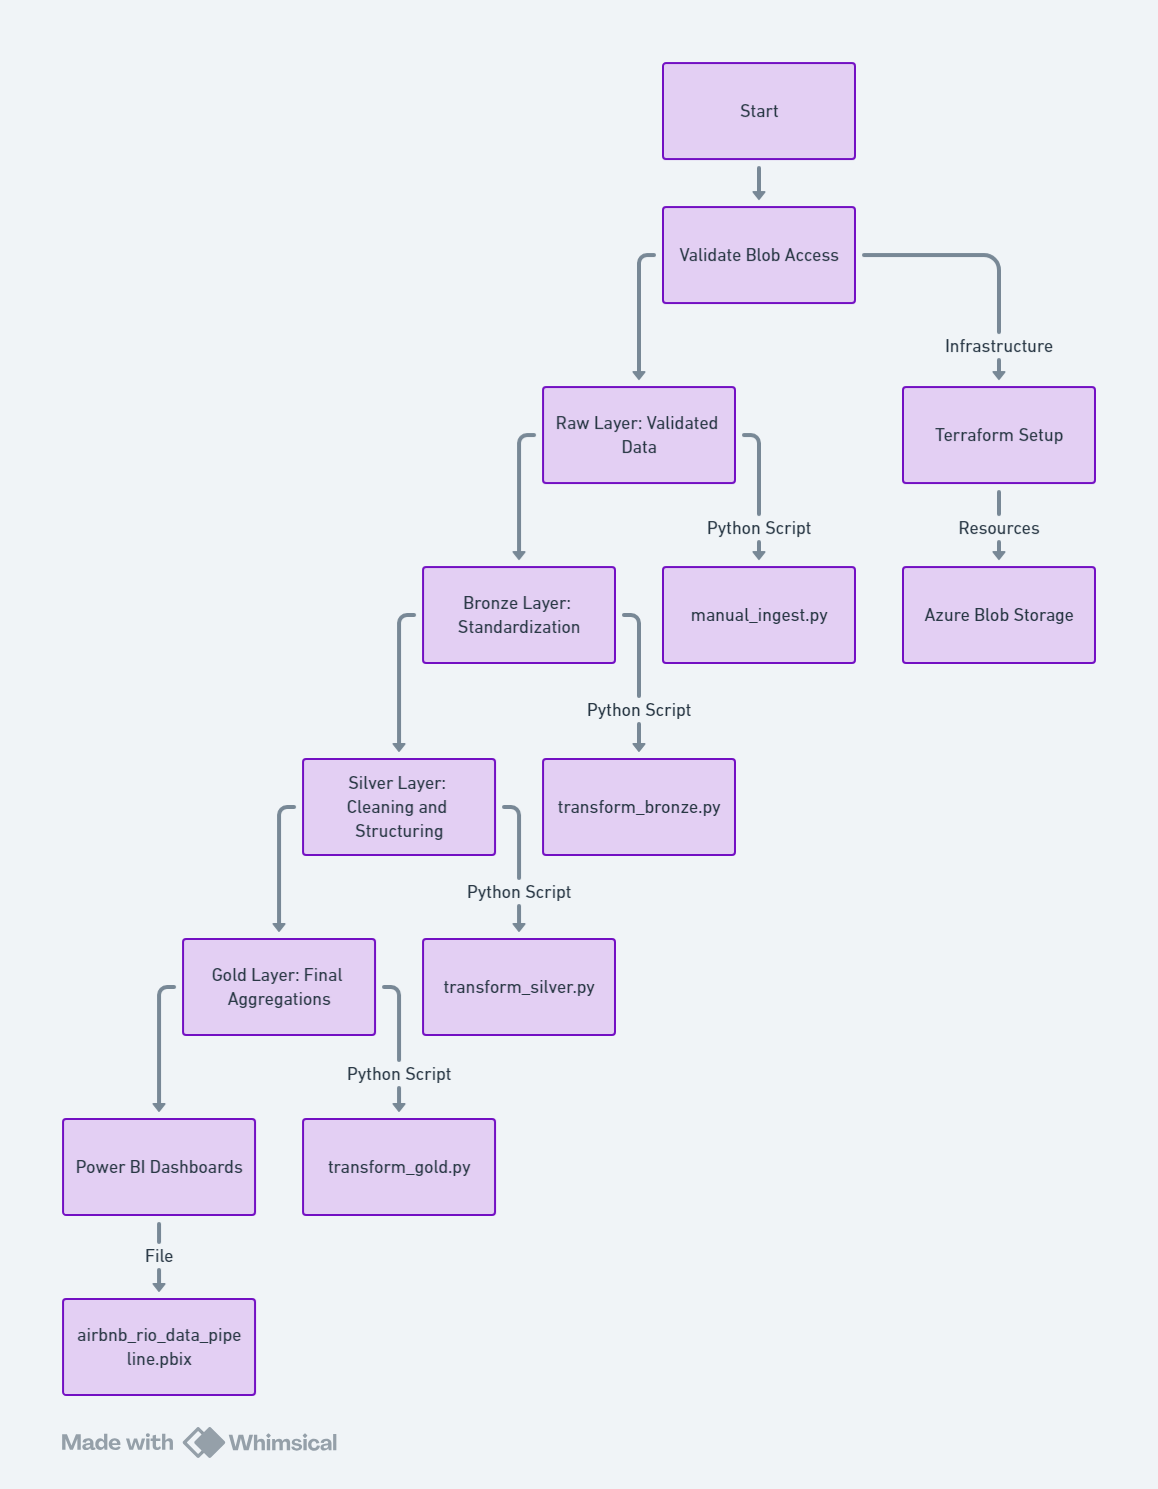 Start
Validate Blob Access
Infrastructure
Raw Layer: Validated
Data
Terraform Setup
Python Script
Resources
Bronze Layer:
Standardization
manual_ingest.py
Azure Blob Storage
Python Script
Silver Layer:
Cleaning and
Structuring
transform_bronze.py
Python Script
Gold Layer: Final
Aggregations
transform_silver.py
Python Script
Power BI Dashboards
transform_gold.py
File
airbnb_rio_data_pipe
line.pbix
Made with Whimsical